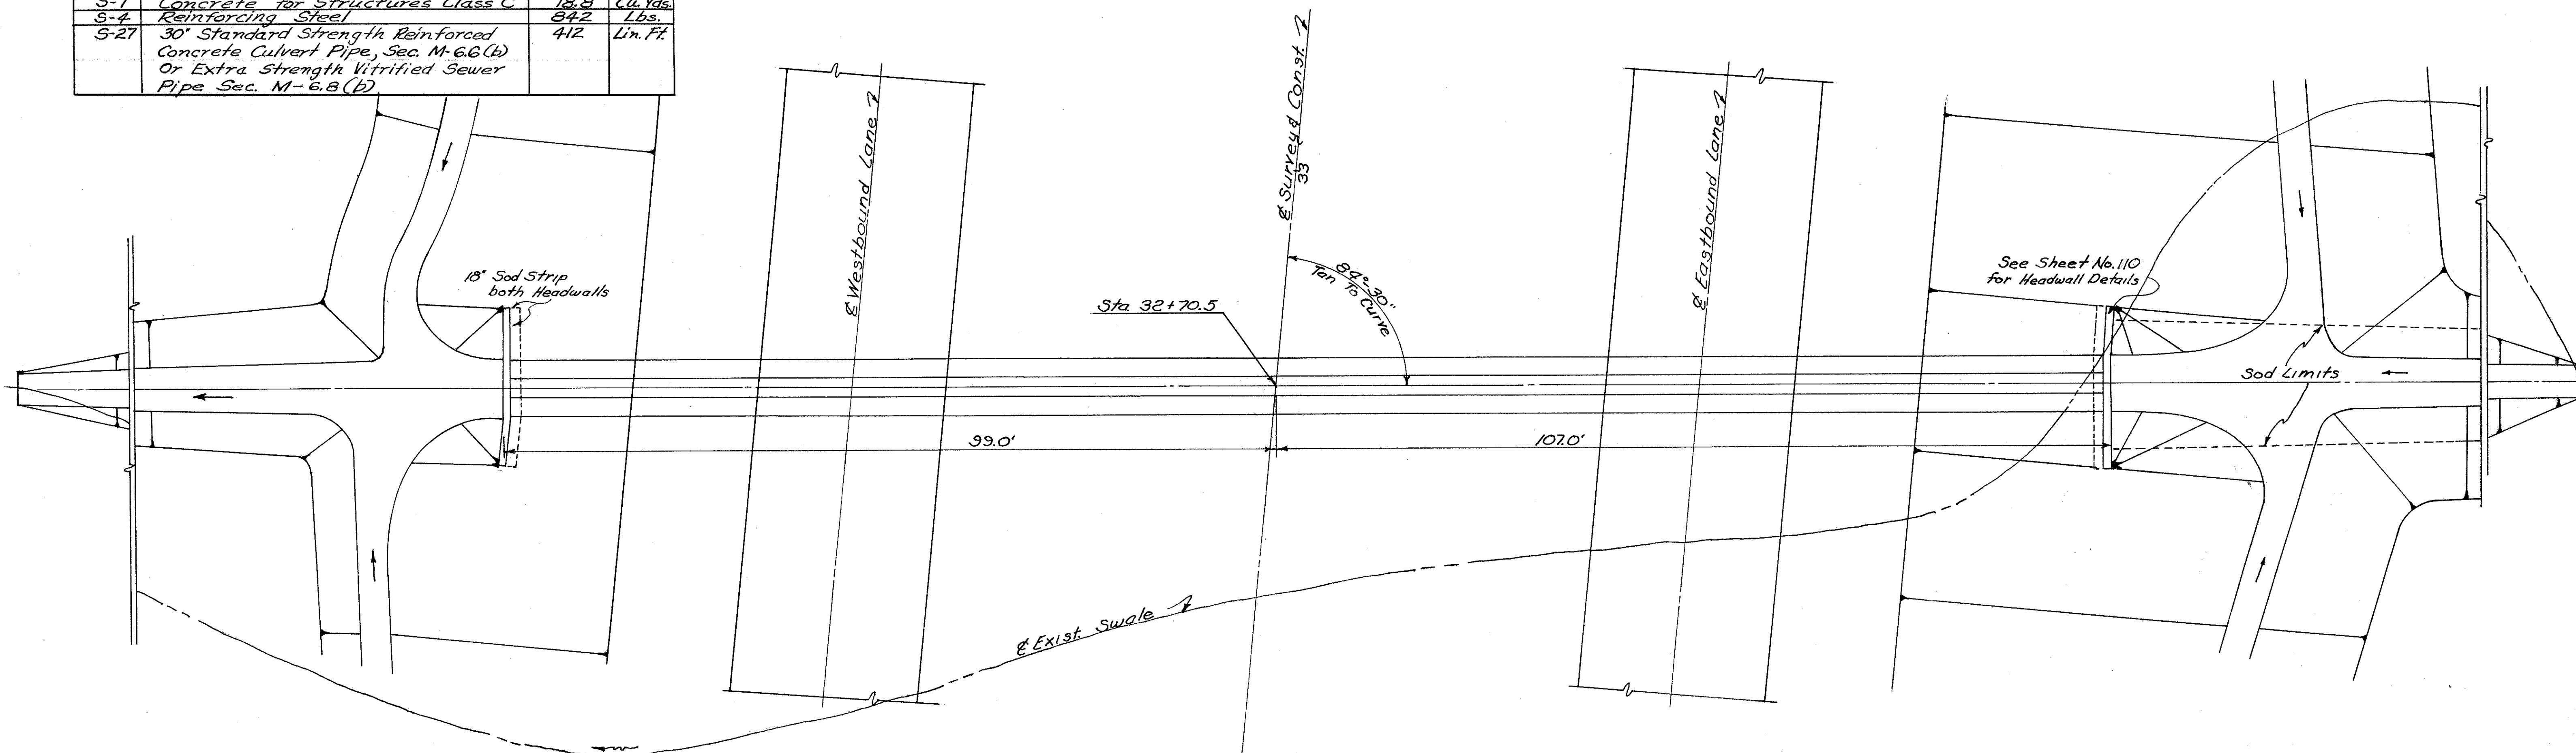 S-1 Concrete for Structures Class C 18.8 Cu. Yds.
S-4 Reinforcing Steel 842 Lbs.
S-27 30" Standard Strength Reinforced 412 Lin. Ft.
Concrete Culvert Pipe, Sec. M-6.6(b)
Or Extra Strength Vitrified Sewer
Pipe Sec. M-6.8(b)
℄ Westbound Lane
℄ Survey & Const.
33
℄ Eastbound Lane
18" Sod Strip
both Headwalls
84°-30"
Tan To Curve
Sta 32+70.5
See Sheet No. 110
for Headwall Details
Sod Limits
99.0'
107.0'
℄ Exist. Swale